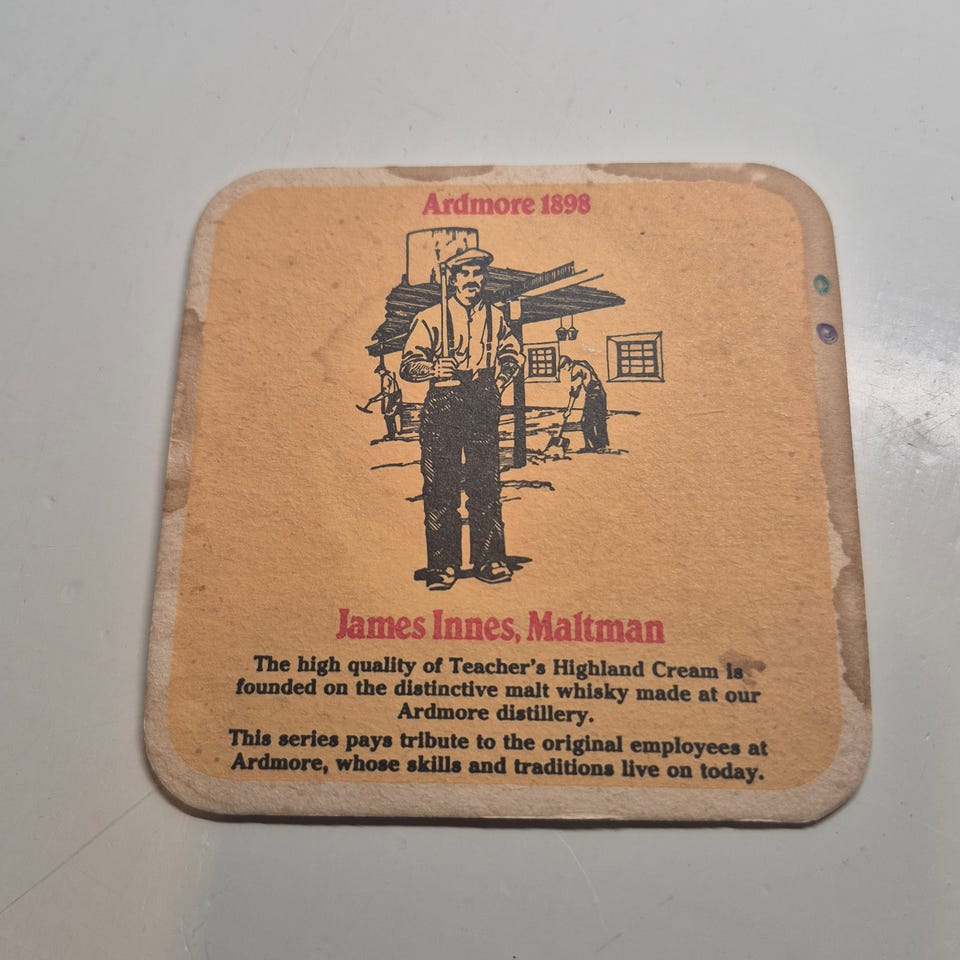 Ardmore 1898
James Innes, Maltman
The high quality of Teacher's Highland Cream is
founded on the distinctive malt whisky made at our
Ardmore distillery.
This series pays tribute to the original employees at
Ardmore, whose skills and traditions live on today.